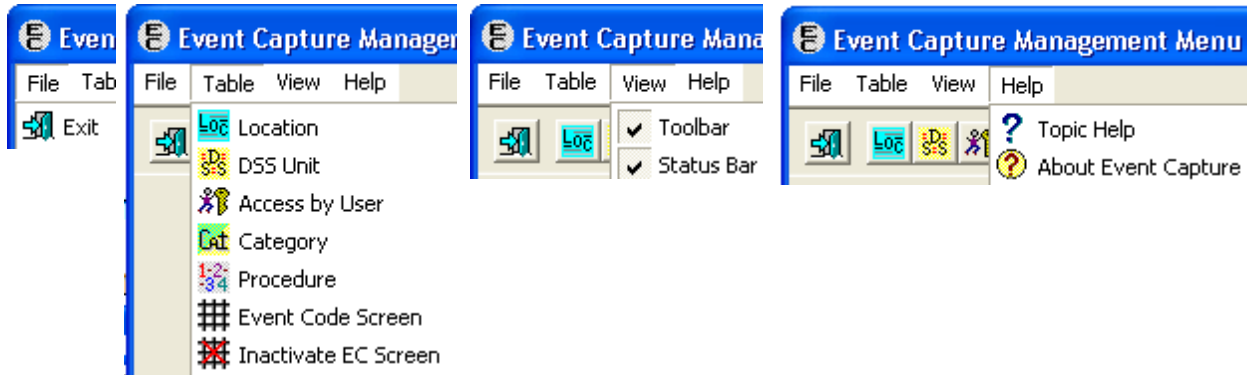 Even
File Tab
Exit
Event Capture Manager
File Table View Help
Location
DSS Unit
Access by User
Category
Procedure
Event Code Screen
Inactivate EC Screen
Event Capture Mana
File Table View Help
Toolbar
Status Bar
Event Capture Management Menu
File Table View Help
Topic Help
About Event Capture